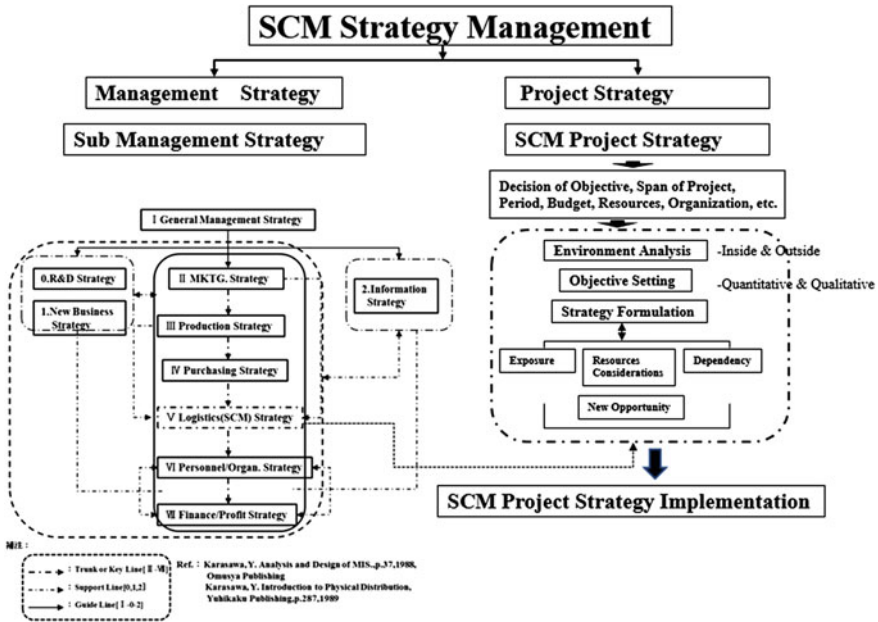 SCM Strategy Management
Management Strategy
Project Strategy
Sub Management Strategy
SCM Project Strategy
Decision of Objective, Span of Project,
Period, Budget, Resources, Organization, etc.
Ⅰ General Management Strategy
0.R&D Strategy
1.New Business
Strategy
Ⅱ MKTG. Strategy
Ⅲ Production Strategy
Ⅳ Purchasing Strategy
Ⅴ Logistics(SCM) Strategy
Ⅵ Personnel/Organ. Strategy
Ⅶ Finance/Profit Strategy
2.Information
Strategy
Environment Analysis
-Inside & Outside
Objective Setting
-Quantitative & Qualitative
Strategy Formulation
Exposure
Resources
Considerations
Dependency
New Opportunity
SCM Project Strategy Implementation
: Trunk or Key Line[Ⅱ-Ⅶ]
: Support Line[0,1,2]
: Guide Line[Ⅰ-0-2]
Ref. : Karasawa, Y. Analysis and Design of MIS.,p.37,1988,
Omusya Publishing
Karasawa, Y. Introduction to Physical Distribution,
Yuhikaku Publishing,p.287,1989